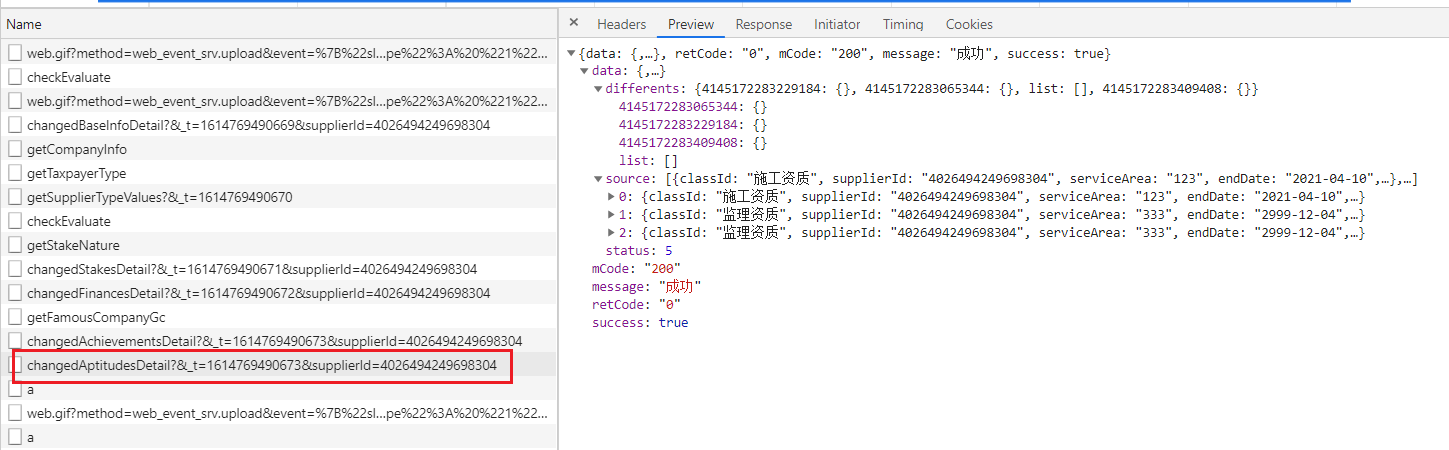 Name
web.gif?method=web_event_srv.upload&event=%7B%22sl...pe%22%3A%20%221%22...
checkEvaluate
web.gif?method=web_event_srv.upload&event=%7B%22sl...pe%22%3A%20%221%22...
changedBaseInfoDetail?&_t=1614769490669&supplierId=4026494249698304
getCompanyInfo
getTaxpayerType
getSupplierTypeValues?&_t=1614769490670
checkEvaluate
getStakeNature
changedStakesDetail?&_t=1614769490671&supplierId=4026494249698304
changedFinancesDetail?&_t=1614769490672&supplierId=4026494249698304
getFamousCompanyGc
changedAchievementsDetail?&_t=1614769490673&supplierId=4026494249698304
changedAptitudesDetail?&_t=1614769490673&supplierId=4026494249698304
a
web.gif?method=web_event_srv.upload&event=%7B%22sl...pe%22%3A%20%221%22...
a
× Headers Preview Response Initiator Timing Cookies
▼{data: {,…}, retCode: "0", mCode: "200", message: "成功", success: true}
▼data: {,…}
▼differents: {4145172283229184: {}, 4145172283065344: {}, list: [], 4145172283409408: {}}
4145172283065344: {}
4145172283229184: {}
4145172283409408: {}
list: []
▼source: [{classId: "施工资质", supplierId: "4026494249698304", serviceArea: "123", endDate: "2021-04-10",…},…]
▶0: {classId: "施工资质", supplierId: "4026494249698304", serviceArea: "123", endDate: "2021-04-10",…}
▶1: {classId: "监理资质", supplierId: "4026494249698304", serviceArea: "333", endDate: "2999-12-04",…}
▶2: {classId: "监理资质", supplierId: "4026494249698304", serviceArea: "333", endDate: "2999-12-04",…}
status: 5
mCode: "200"
message: "成功"
retCode: "0"
success: true